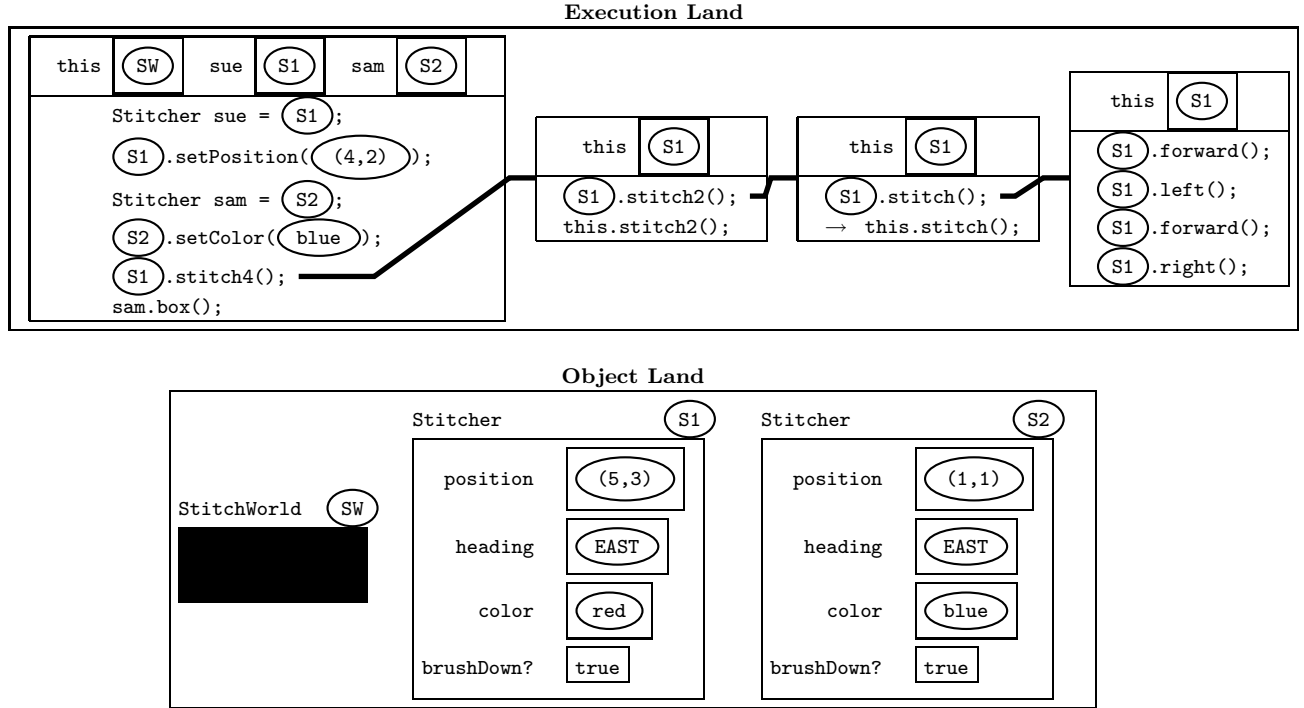 Execution Land
this SW sue S1 sam S2
Stitcher sue = S1;
S1.setPosition((4,2));
Stitcher sam = S2;
S2.setColor(blue);
S1.stitch4();
sam.box();
this S1
S1.stitch2();
this.stitch2();
this S1
S1.stitch();
→ this.stitch();
this S1
S1.forward();
S1.left();
S1.forward();
S1.right();
Object Land
StitchWorld SW
Stitcher S1
position (5,3)
heading EAST
color red
brushDown? true
Stitcher S2
position (1,1)
heading EAST
color blue
brushDown? true